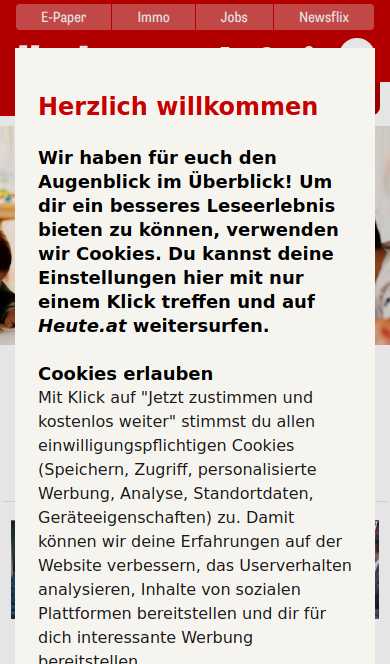 E-Paper
Immo
Jobs
Newsflix
Herzlich willkommen
Wir haben für euch den
Augenblick im Überblick! Um
dir ein besseres Leseerlebnis
bieten zu können, verwenden
wir Cookies. Du kannst deine
Einstellungen hier mit nur
einem Klick treffen und auf
Heute.at weitersurfen.
Cookies erlauben
Mit Klick auf "Jetzt zustimmen und
kostenlos weiter" stimmst du allen
einwilligungspflichtigen Cookies
(Speichern, Zugriff, personalisierte
Werbung, Analyse, Standortdaten,
Geräteeigenschaften) zu. Damit
können wir deine Erfahrungen auf der
Website verbessern, das Userverhalten
analysieren, Inhalte von sozialen
Plattformen bereitstellen und dir für
dich interessante Werbung
bereitstellen